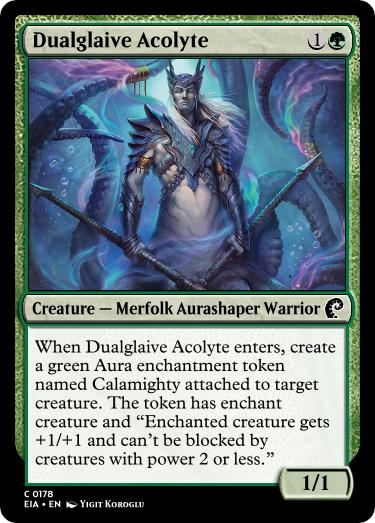 Dualglaive Acolyte 1
Creature — Merfolk Aurashaper Warrior
When Dualglaive Acolyte enters, create
a green Aura enchantment token
named Calamighty attached to target
creature. The token has enchant
creature and “Enchanted creature gets
+1/+1 and can’t be blocked by
creatures with power 2 or less.”
1/1
C 0178
EIA • EN Yigit Koroglu